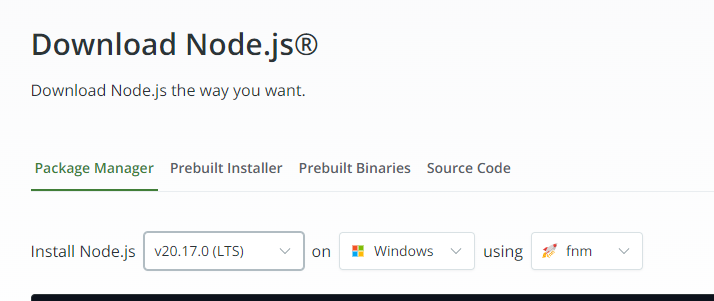 Download Node.js®
Download Node.js the way you want.
Package Manager Prebuilt Installer Prebuilt Binaries Source Code
Install Node.js v20.17.0 (LTS) on Windows using fnm